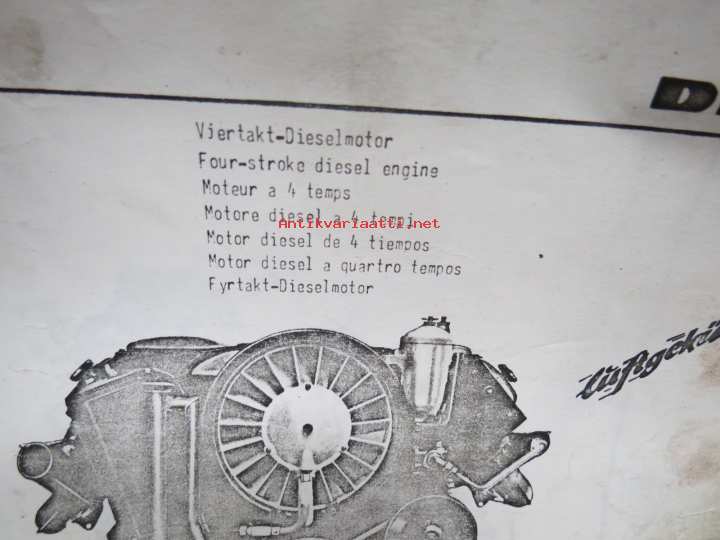 Viertakt-Dieselmotor
Four-stroke diesel engine
Moteur a 4 temps
Motore diesel a 4 tempi
Antikvariaatti.net
Motor diesel de 4 tiempos
Motor diesel a quartro tempos
Fyrtakt-Dieselmotor